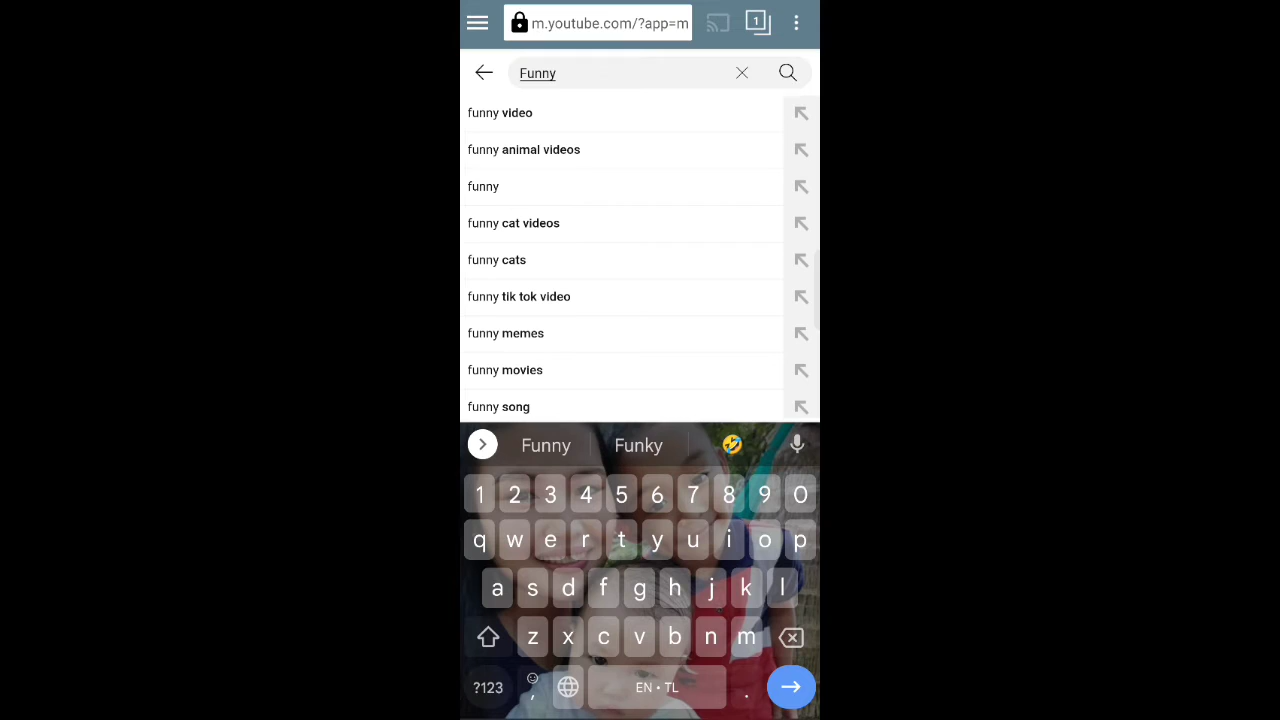 m.youtube.com/?app=m
1
Funny
funny video
funny animal videos
funny
funny cat videos
funny cats
funny tik tok video
funny memes
funny movies
funny song
Funny Funky 🤣
1 2 3 4 5 6 7 8 9 0
q w e r t y u i o p
a s d f g h j k l
z x c v b n m
?123 , EN • TL .